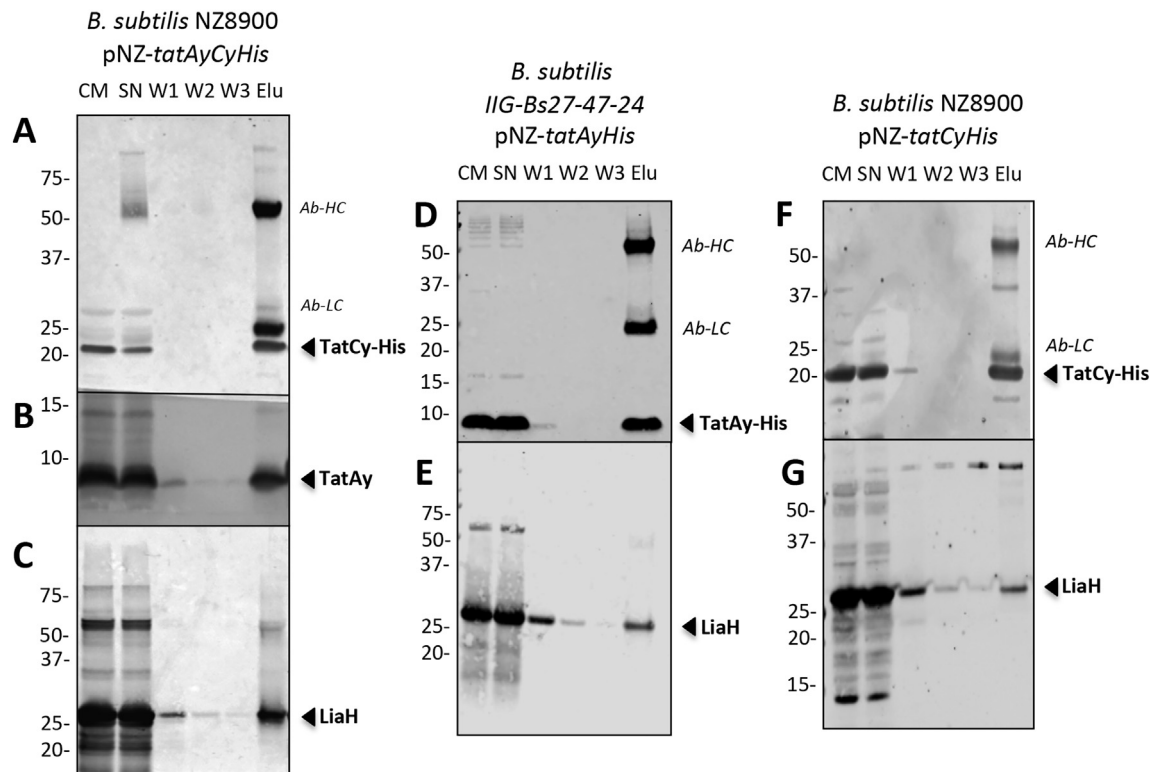 B. subtilis NZ8900
pNZ-tatAyCyHis
CM SN W1 W2 W3 Elu
A
75-
50-
37-
25-
20-
Ab-HC
Ab-LC
TatCy-His
B
15-
10-
TatAy
C
75-
50-
37-
25-
20-
LiaH
B. subtilis
IIG-Bs27-47-24
pNZ-tatAyHis
CM SN W1 W2 W3 Elu
D
50-
37-
25-
20-
15-
10-
Ab-HC
Ab-LC
TatAy-His
E
75-
50-
37-
25-
20-
LiaH
B. subtilis NZ8900
pNZ-tatCyHis
CM SN W1 W2 W3 Elu
F
50-
37-
25-
20-
Ab-HC
Ab-LC
TatCy-His
G
50-
37-
25-
20-
15-
LiaH